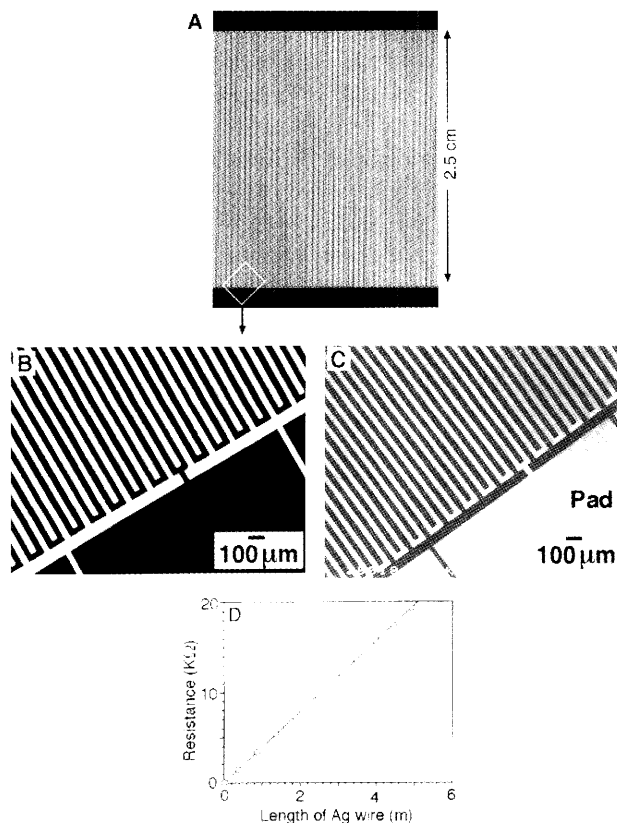 A
2.5 cm
B
100 μm
C
Pad
100 μm
D
Resistance (KΩ)
20
10
0
0 2 4 6
Length of Ag wire (m)